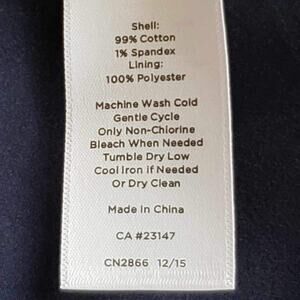 Shell:
99% Cotton
1% Spandex
Lining:
100% Polyester
Machine Wash Cold
Gentle Cycle
Only Non-Chlorine
Bleach When Needed
Tumble Dry Low
Cool Iron if Needed
Or Dry Clean
Made In China
CA #23147
CN2866 12/15